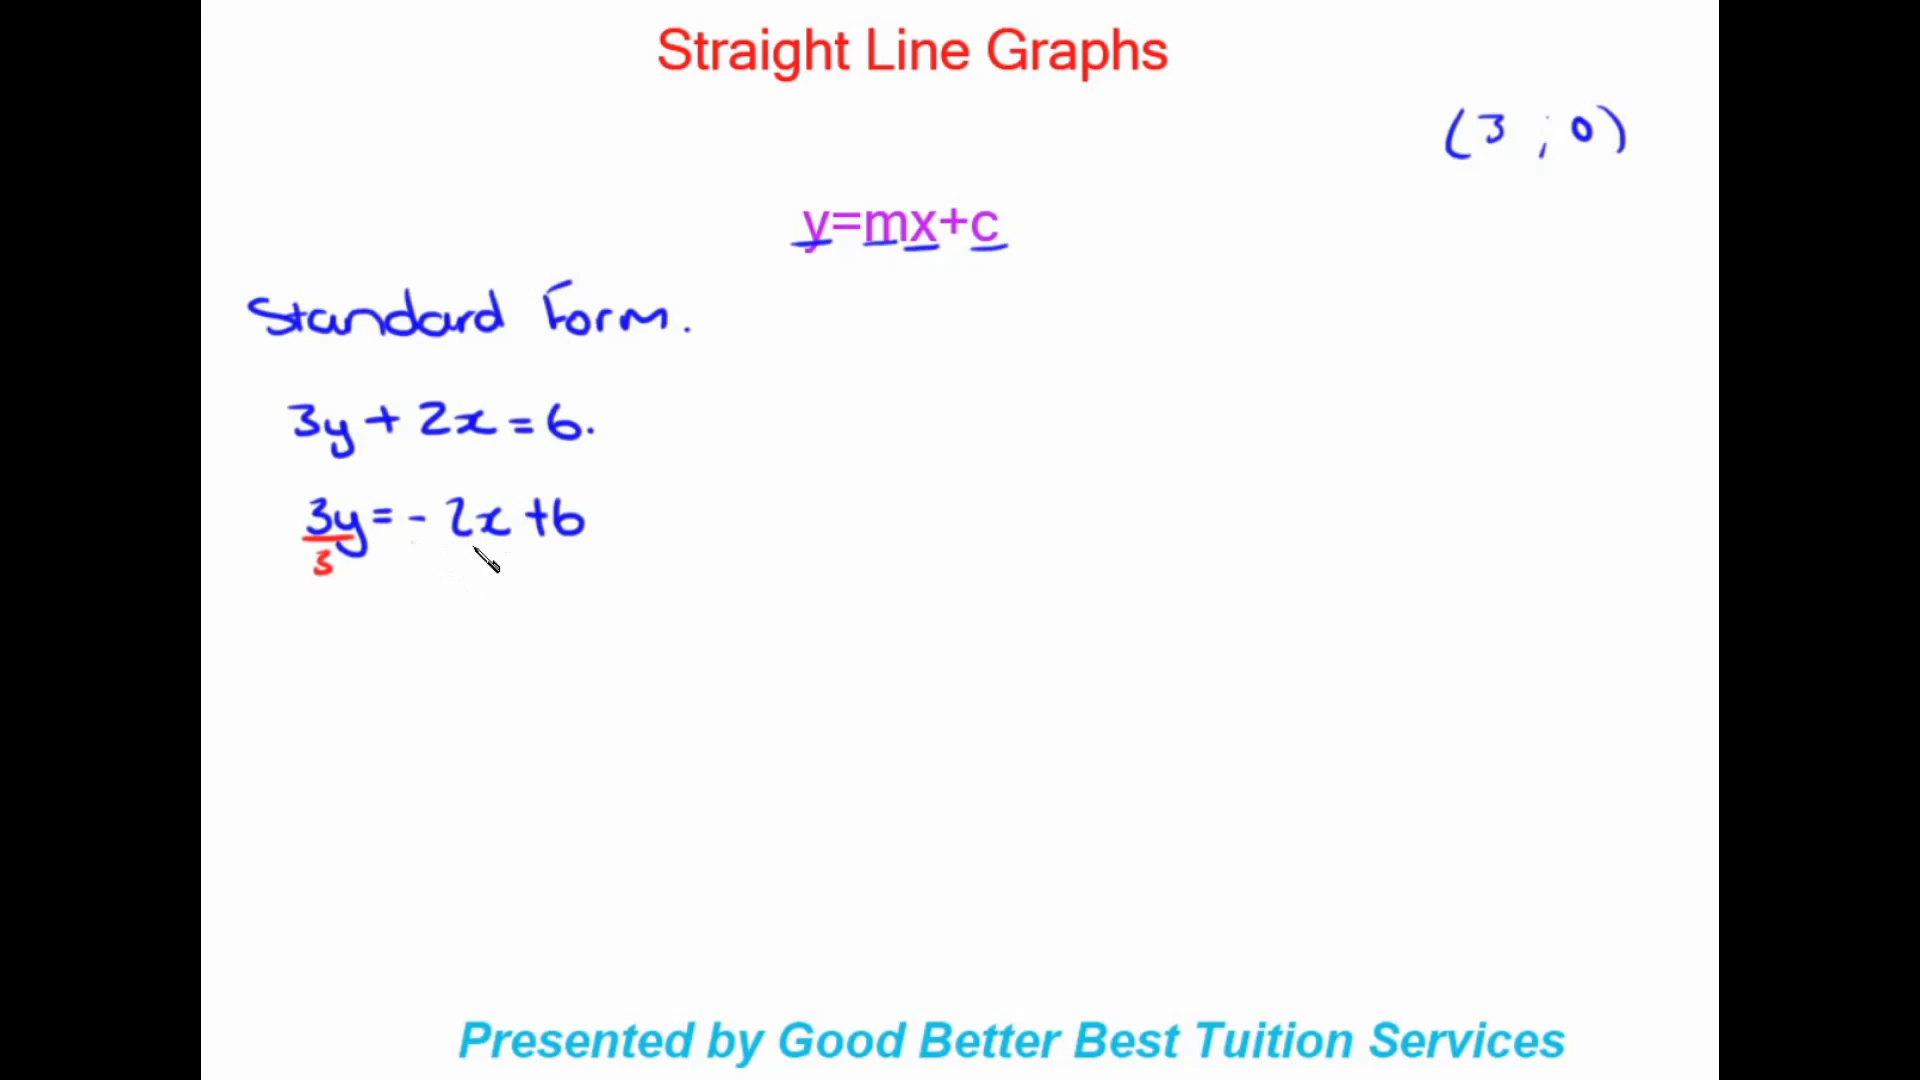 Straight Line Graphs
(3 ; 0)
y=mx+c
Standard Form.
3y + 2x = 6.
3y = - 2x + 6
3
Presented by Good Better Best Tuition Services